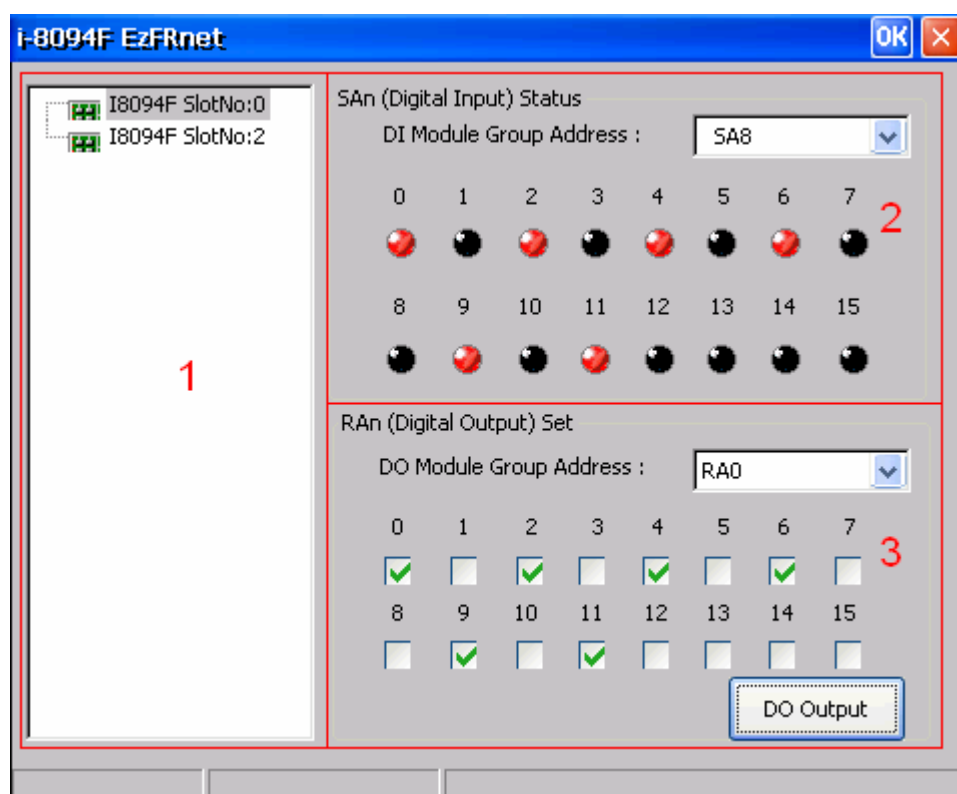 i-8094F EzFRnet OK
I8094F SlotNo:0
I8094F SlotNo:2
1
SAn (Digital Input) Status
DI Module Group Address : SA8
0 1 2 3 4 5 6 7
2
8 9 10 11 12 13 14 15
RAn (Digital Output) Set
DO Module Group Address : RA0
0 1 2 3 4 5 6 7
3
8 9 10 11 12 13 14 15
DO Output